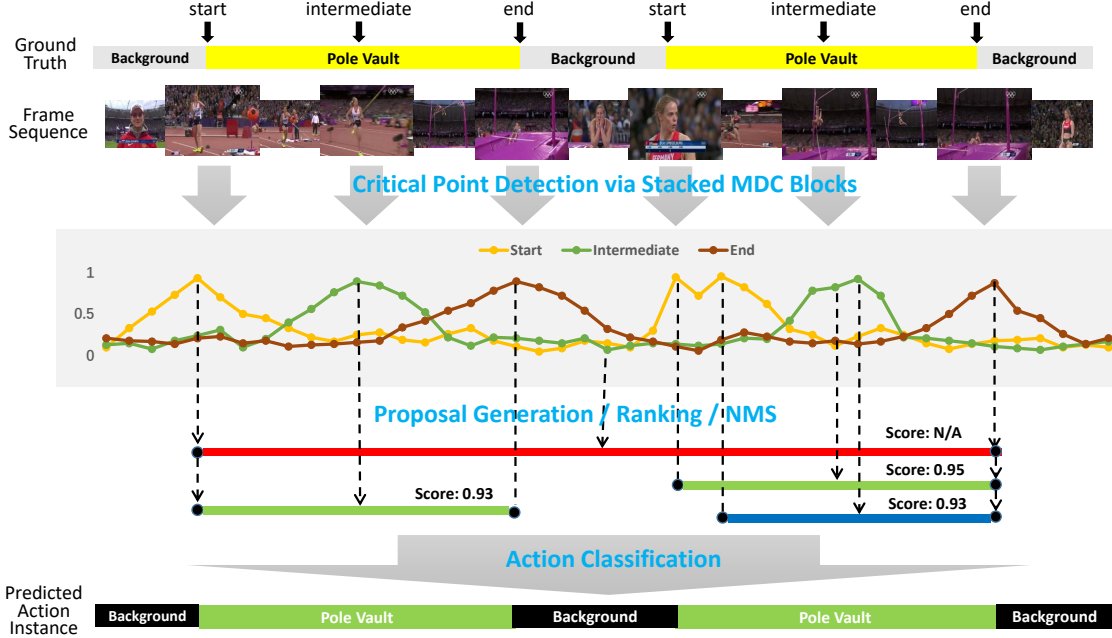 start intermediate end start intermediate end
Ground Truth
Background Pole Vault Background Pole Vault Background
Frame Sequence
GERMANY
Critical Point Detection via Stacked MDC Blocks
Start Intermediate End
1
0.5
0
Proposal Generation / Ranking / NMS
Score: N/A
Score: 0.95
Score: 0.93 Score: 0.93
Action Classification
Predicted Action Instance
Background Pole Vault Background Pole Vault Background